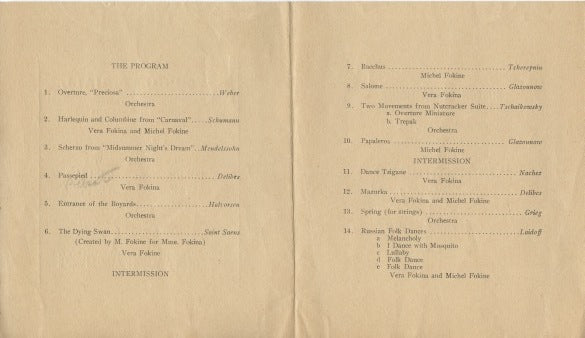 THE PROGRAM
1. Overture, "Preciosa" ........ Weber
Orchestra
2. Harlequin and Columbine from "Carnaval" .... Schumann
Vera Fokina and Michel Fokine
3. Scherzo from "Midsummer Night's Dream" .. Mendelssohn
Orchestra
4. Passepied ........ Delibes
Vera Fokina
5. Entrance of the Boyards ........ Halvorsen
Orchestra
6. The Dying Swan ........ Saint Saens
(Created by M. Fokine for Mme. Fokina)
Vera Fokine
INTERMISSION
7. Bacchus ........ Tcherepnin
Michel Fokine
8. Salome ........ Glazounow
Vera Fokina
9. Two Movements from Nutcracker Suite .... Tschaikowsky
a. Overture Miniature
b. Trepak
Orchestra
10. Papaleros ........ Glazounow
Michel Fokine
INTERMISSION
11. Dance Tzigane ........ Nachez
Vera Fokina
12. Mazurka ........ Delibes
Vera Fokina and Michel Fokine
13. Spring (for strings) ........ Grieg
Orchestra
14. Russian Folk Dances ........ Laidoff
a Melancholy
b I Dance with Mosquito
c Lullaby
d Folk Dance
e Folk Dance
Vera Fokina and Michel Fokine